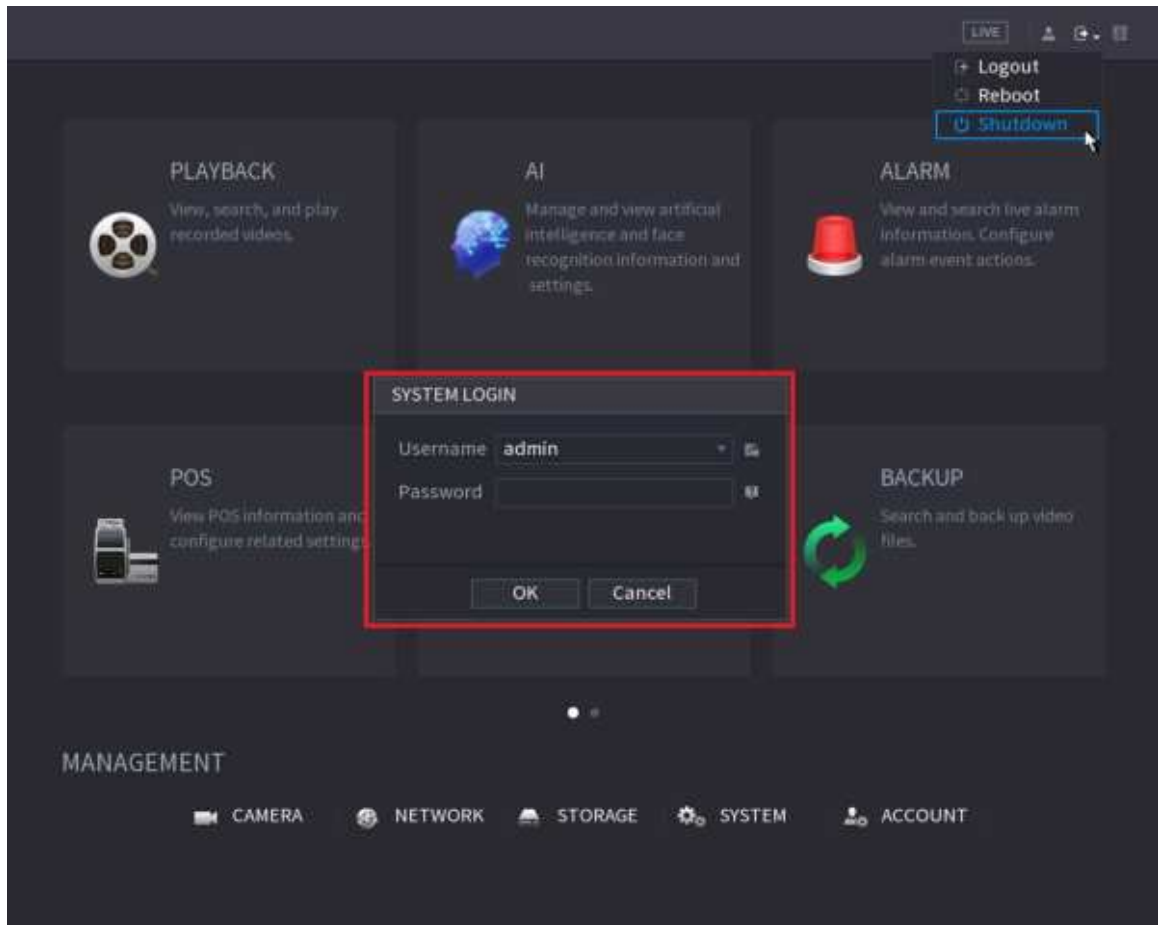 LIVE
Logout
Reboot
Shutdown
PLAYBACK
View, search, and play
recorded videos.
AI
Manage and view artificial
intelligence and face
recognition information and
settings.
ALARM
View and search live alarm
information. Configure
alarm event actions.
SYSTEM LOGIN
Username admin
Password
OK Cancel
POS
View POS information and
configure related settings
BACKUP
Search and back up video
files.
MANAGEMENT
CAMERA NETWORK STORAGE SYSTEM ACCOUNT